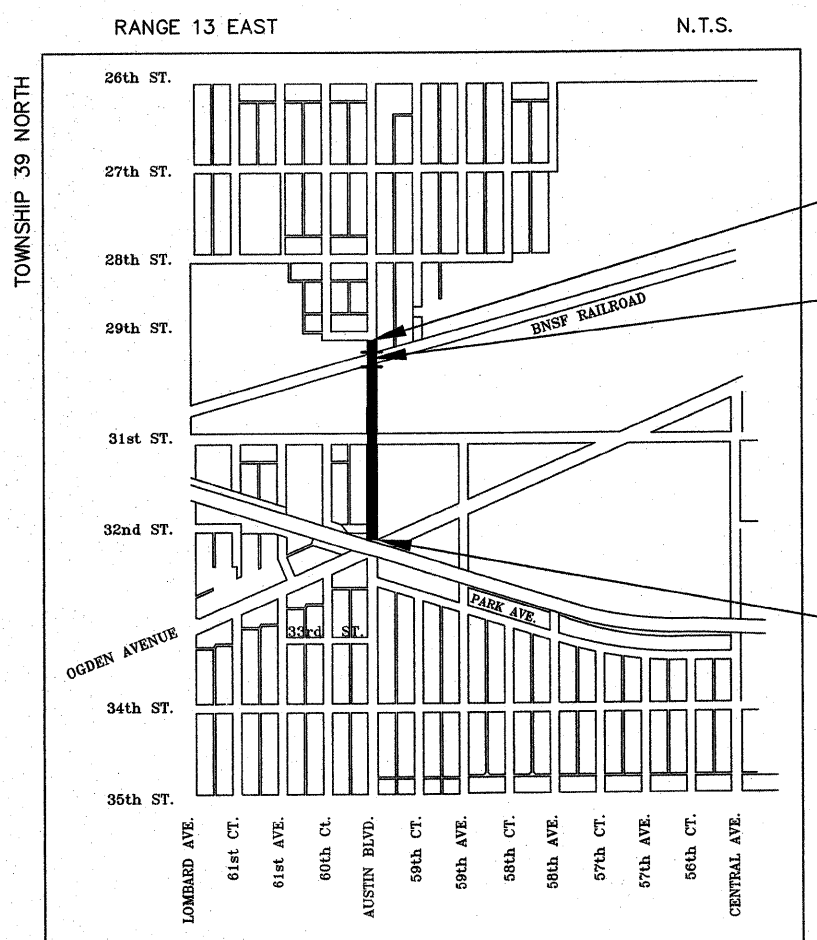 RANGE 13 EAST
N.T.S.
TOWNSHIP 39 NORTH
26th ST.
27th ST.
28th ST.
29th ST.
BNSF RAILROAD
31st ST.
32nd ST.
PARK AVE.
OGDEN AVENUE
33rd ST.
34th ST.
35th ST.
LOMBARD AVE.
61st CT.
61st AVE.
60th Ct.
AUSTIN BLVD.
59th CT.
59th AVE.
58th CT.
58th AVE.
57th CT.
57th AVE.
56th CT.
CENTRAL AVE.